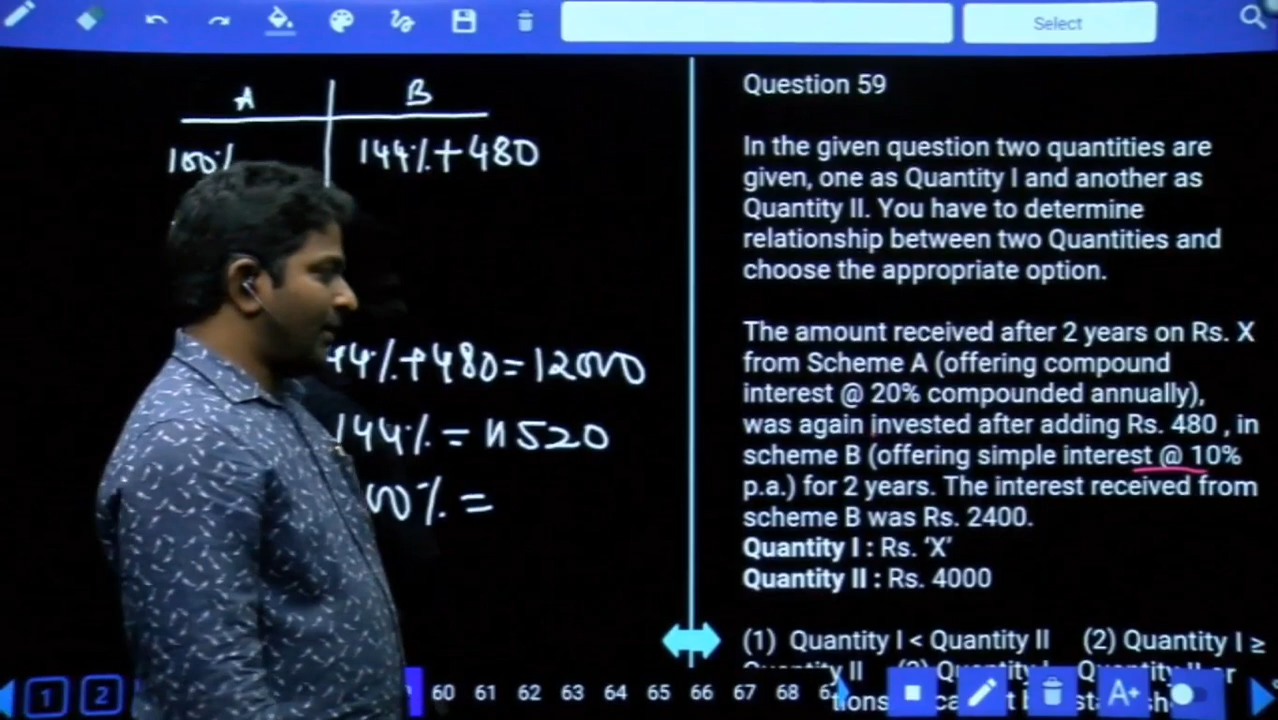 Select
A
B
100%
144%+480
44%+480=12000
144%=11520
00%=
Question 59
In the given question two quantities are
given, one as Quantity I and another as
Quantity II. You have to determine
relationship between two Quantities and
choose the appropriate option.
The amount received after 2 years on Rs. X
from Scheme A (offering compound
interest @ 20% compounded annually),
was again invested after adding Rs. 480 , in
scheme B (offering simple interest @ 10%
p.a.) for 2 years. The interest received from
scheme B was Rs. 2400.
Quantity I : Rs. 'X'
Quantity II : Rs. 4000
(1) Quantity I < Quantity II (2) Quantity I ≥
1 2 60 61 62 63 64 65 66 67 68 A+